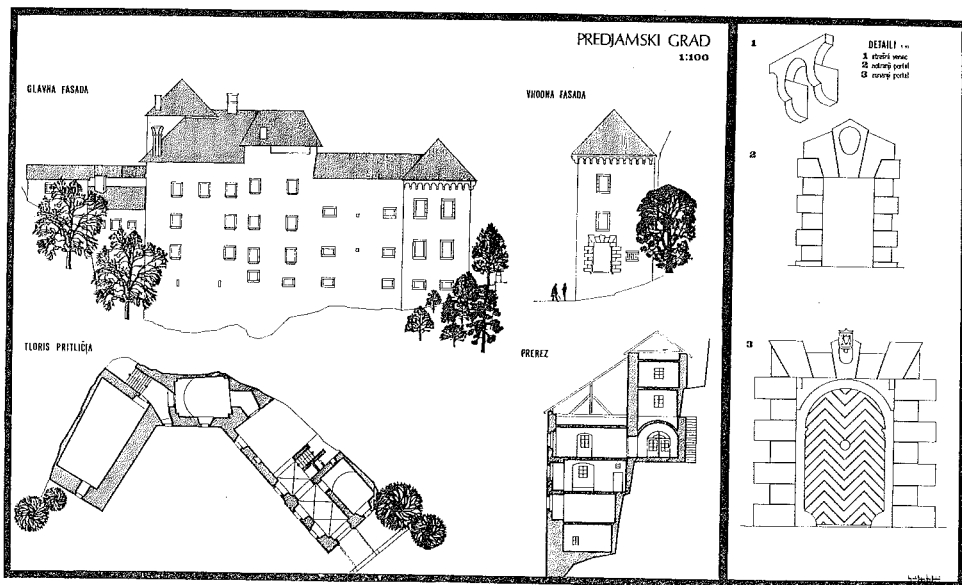 PREDJAMSKI GRAD
1:100
GLAVNA FASADA
VHODNA FASADA
TLORIS PRITLIČJA
PREREZ
1
DETAILI
1 strešni venec
2 notranji portal
3 zunanji portal
2
3